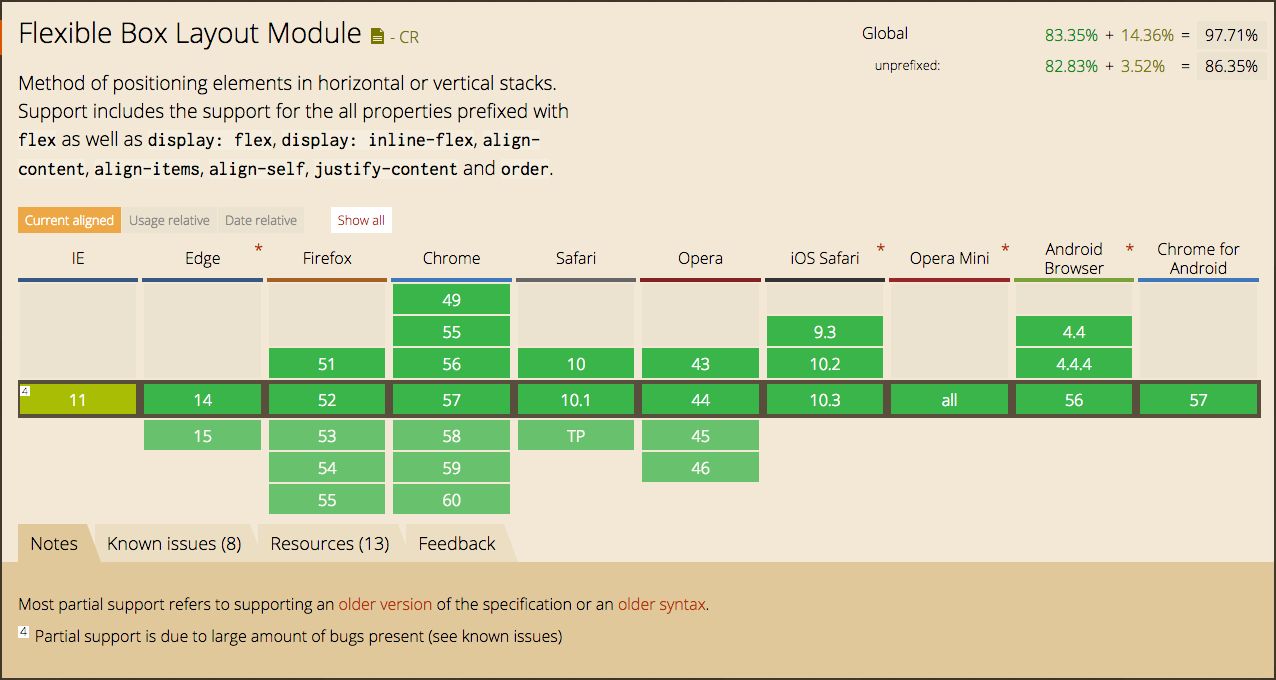 Flexible Box Layout Module - CR
Global 83.35% + 14.36% = 97.71%
unprefixed: 82.83% + 3.52% = 86.35%
Method of positioning elements in horizontal or vertical stacks.
Support includes the support for the all properties prefixed with
flex as well as display: flex, display: inline-flex, align-
content, align-items, align-self, justify-content and order.
Current aligned Usage relative Date relative Show all
IE Edge * Firefox Chrome Safari Opera iOS Safari * Opera Mini * Android Browser * Chrome for Android
49
55 9.3 4.4
51 56 10 43 10.2 4.4.4
4 11 14 52 57 10.1 44 10.3 all 56 57
15 53 58 TP 45
54 59 46
55 60
Notes Known issues (8) Resources (13) Feedback
Most partial support refers to supporting an older version of the specification or an older syntax.
4 Partial support is due to large amount of bugs present (see known issues)